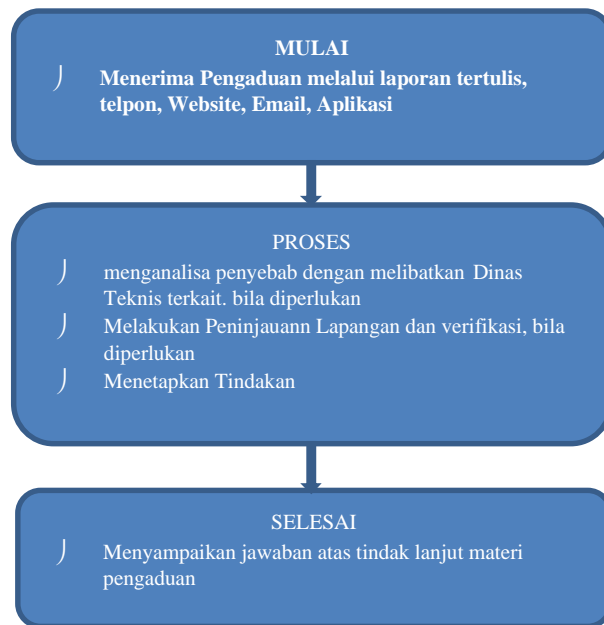 MULAI
⟯ Menerima Pengaduan melalui laporan tertulis,
telpon, Website, Email, Aplikasi
PROSES
⟯ menganalisa penyebab dengan melibatkan Dinas
Teknis terkait. bila diperlukan
⟯ Melakukan Peninjauann Lapangan dan verifikasi, bila
diperlukan
⟯ Menetapkan Tindakan
SELESAI
⟯ Menyampaikan jawaban atas tindak lanjut materi
pengaduan